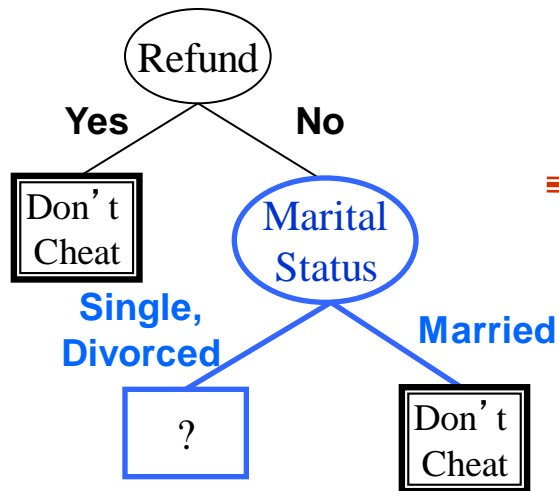 Refund
Yes
No
Don't
Cheat
Marital
Status
Single,
Divorced
Married
?
Don't
Cheat